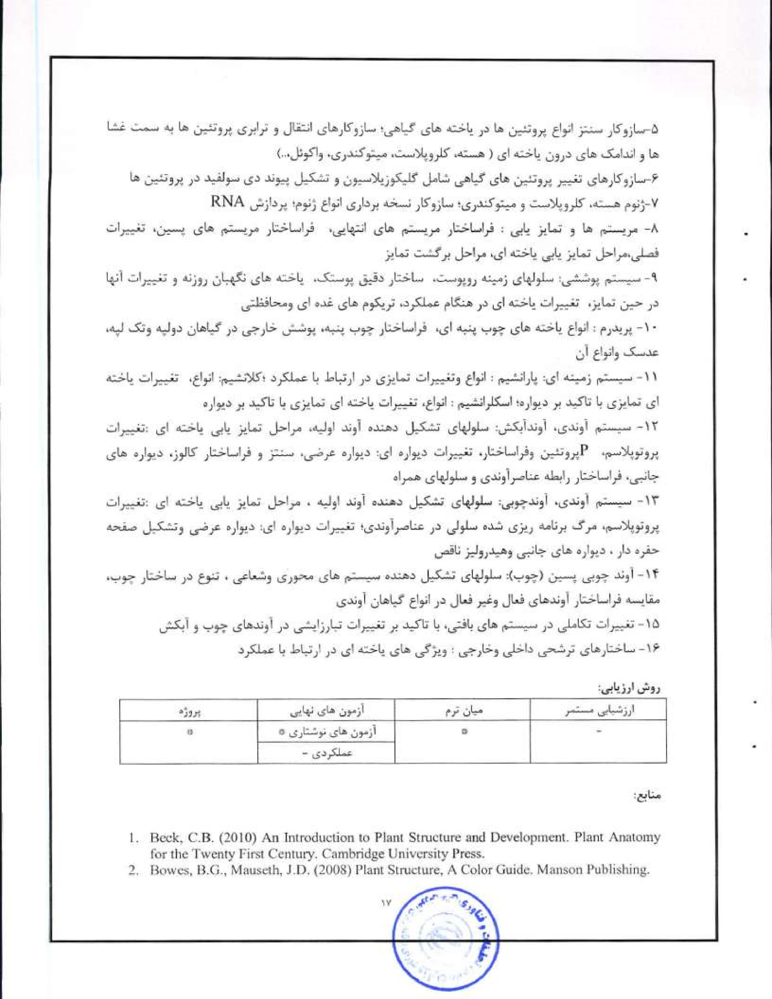 ۵-سازوکار سنتز انواع پروتئین ها در یاخته های گیاهی؛ سازوکارهای انتقال و ترابری پروتئین ها به سمت غشا
ها و اندامک های درون یاخته ای ( هسته، کلروپلاست، میتوکندری، واکوئل،..)
۶-سازوکارهای تغییر پروتئین های گیاهی شامل گلیکوزیلاسیون و تشکیل پیوند دی سولفید در پروتئین ها
۷-ژنوم هسته، کلروپلاست و میتوکندری؛ سازوکار نسخه برداری انواع ژنوم؛ پردازش RNA
۸- مریستم ها و تمایز یابی : فراساختار مریستم های انتهایی، فراساختار مریستم های پسین، تغییرات
فصلی،مراحل تمایز یابی یاخته ای، مراحل برگشت تمایز
۹- سیستم پوششی: سلولهای زمینه روپوست، ساختار دقیق پوستک، یاخته های نگهبان روزنه و تغییرات آنها
در حین تمایز، تغییرات یاخته ای در هنگام عملکرد، تریکوم های غده ای ومحافظتی
۱۰- پریدرم : انواع یاخته های چوب پنبه ای، فراساختار چوب پنبه، پوشش خارجی در گیاهان دولپه وتک لپه،
عدسک وانواع آن
۱۱- سیستم زمینه ای: پارانشیم : انواع وتغییرات تمایزی در ارتباط با عملکرد ؛کلانشیم: انواع، تغییرات یاخته
ای تمایزی با تاکید بر دیواره؛ اسکلرانشیم : انواع، تغییرات یاخته ای تمایزی با تاکید بر دیواره
۱۲- سیستم آوندی، آوندآبکش: سلولهای تشکیل دهنده آوند اولیه، مراحل تمایز یابی یاخته ای :تغییرات
پروتوپلاسم، Pپروتئین وفراساختار، تغییرات دیواره ای: دیواره عرضی، سنتز و فراساختار کالوز، دیواره های
جانبی، فراساختار رابطه عناصرآوندی و سلولهای همراه
۱۳- سیستم آوندی، آوندچوبی: سلولهای تشکیل دهنده آوند اولیه ، مراحل تمایز یابی یاخته ای :تغییرات
پروتوپلاسم، مرگ برنامه ریزی شده سلولی در عناصرآوندی؛ تغییرات دیواره ای: دیواره عرضی وتشکیل صفحه
حفره دار ، دیواره های جانبی وهیدرولیز ناقص
۱۴- آوند چوبی پسین (چوب): سلولهای تشکیل دهنده سیستم های محوری وشعاعی ، تنوع در ساختار چوب،
مقایسه فراساختار آوندهای فعال وغیر فعال در انواع گیاهان آوندی
۱۵- تغییرات تکاملی در سیستم های بافتی، با تاکید بر تغییرات تبارزایشی در آوندهای چوب و آبکش
۱۶- ساختارهای ترشحی داخلی وخارجی : ویژگی های یاخته ای در ارتباط با عملکرد
روش ارزیابی:
ارزشیابی مستمر میان ترم آزمون های نهایی پروژه
- * آزمون های نوشتاری * *
عملکردی -
منابع:
1. Beck, C.B. (2010) An Introduction to Plant Structure and Development. Plant Anatomy
for the Twenty First Century. Cambridge University Press.
2. Bowes, B.G., Mauseth, J.D. (2008) Plant Structure, A Color Guide. Manson Publishing.
۱۷
تحقیقات و فناوری